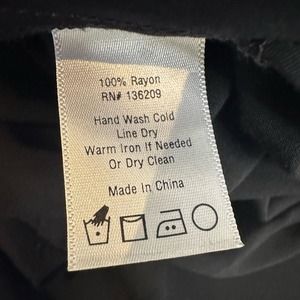 100% Rayon
RN# 136209
Hand Wash Cold
Line Dry
Warm Iron If Needed
Or Dry Clean
Made In China